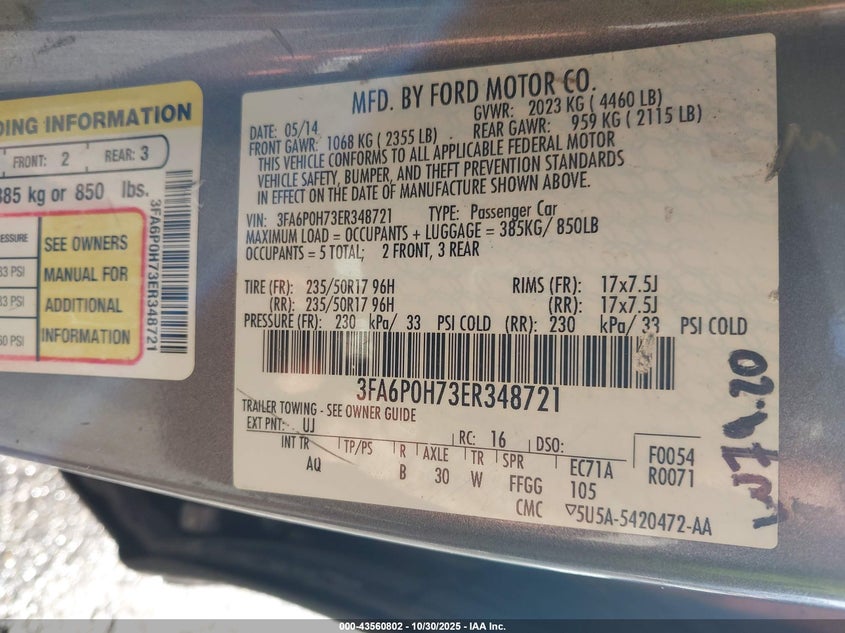 DING INFORMATION
FRONT: 2 REAR: 3
385 kg or 850 lbs.
PRESSURE
33 PSI
33 PSI
60 PSI
SEE OWNERS
MANUAL FOR
ADDITIONAL
INFORMATION
3FA6P0H73ER348721
MFD. BY FORD MOTOR CO.
DATE: 05/14 GVWR: 2023 KG ( 4460 LB)
FRONT GAWR: 1068 KG ( 2355 LB) REAR GAWR: 959 KG ( 2115 LB)
THIS VEHICLE CONFORMS TO ALL APPLICABLE FEDERAL MOTOR
VEHICLE SAFETY, BUMPER, AND THEFT PREVENTION STANDARDS
IN EFFECT ON THE DATE OF MANUFACTURE SHOWN ABOVE.
VIN: 3FA6P0H73ER348721 TYPE: Passenger Car
MAXIMUM LOAD = OCCUPANTS + LUGGAGE = 385KG/ 850LB
OCCUPANTS = 5 TOTAL; 2 FRONT, 3 REAR
TIRE (FR): 235/50R17 96H RIMS (FR): 17x7.5J
(RR): 235/50R17 96H (RR): 17x7.5J
PRESSURE (FR): 230 kPa/ 33 PSI COLD (RR): 230 kPa/ 33 PSI COLD
3FA6P0H73ER348721
TRAILER TOWING - SEE OWNER GUIDE
EXT PNT: UJ RC: 16 DSO: F0054
INT TR TP/PS R AXLE TR SPR EC71A R0071
AQ B 30 W FFGG 105
CMC 5U5A-5420472-AA
000-43560802 - 10/30/2025 - IAA Inc.